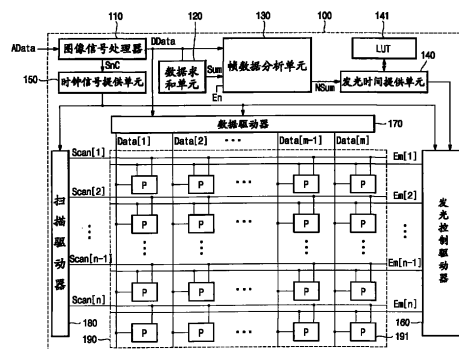 110
120
130
100
141
AData
图像信号处理器
DData
数据求和单元
Sum
En
帧数据分析单元
NSum
LUT
140
发光时间提供单元
SnC
150
时钟信号提供单元
数据驱动器
170
Data[1]
Data[2]
Data[m-1]
Data[m]
Scan[1]
Em[1]
P
P
P
P
Scan[2]
Em[2]
P
P
P
P
扫描驱动器
发光控制驱动器
Scan[n-1]
Em[n-1]
P
P
P
P
Scan[n]
Em[n]
P
P
P
P
180
190
191
160